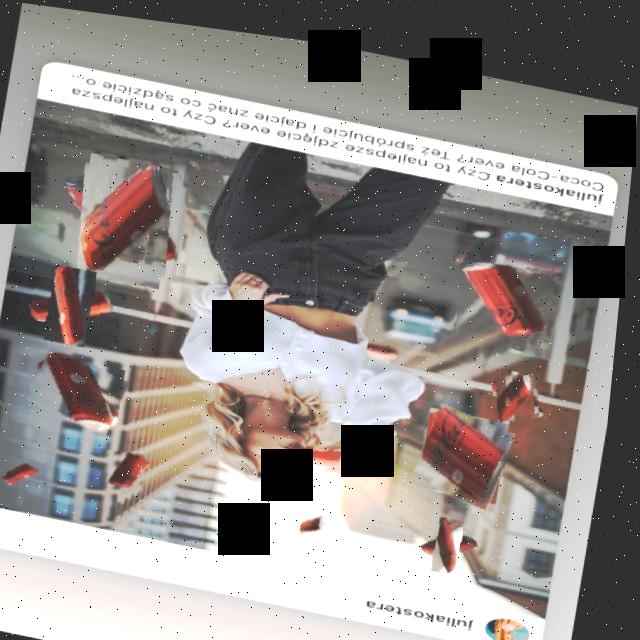 juliakostera
juliakostera Czy to najlepsze zdjęcie ever? Czy to najlepsza
Coca-Cola ever? Też spróbujcie i dajcie znać co sądzicie o ...